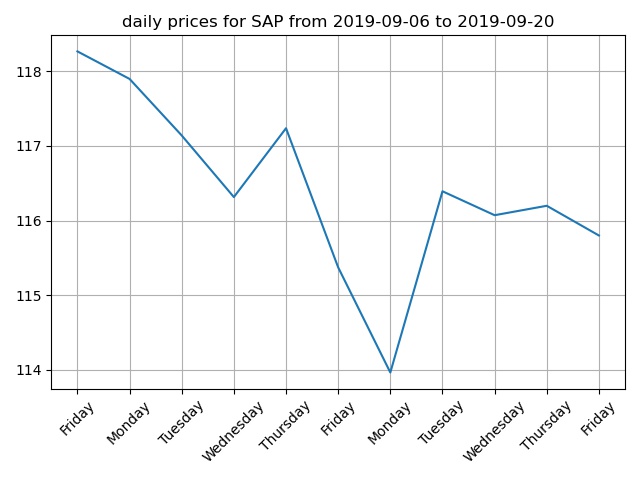 daily prices for SAP from 2019-09-06 to 2019-09-20
118
117
116
115
114
Friday
Monday
Tuesday
Wednesday
Thursday
Friday
Monday
Tuesday
Wednesday
Thursday
Friday